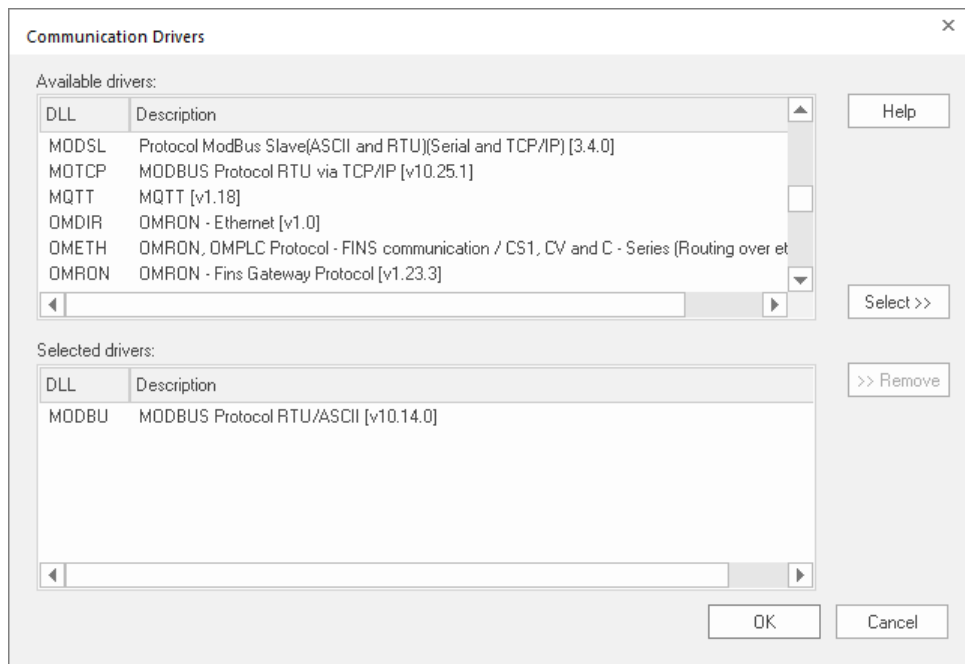 Communication Drivers
Available drivers:
DLL Description
MODSL Protocol ModBus Slave(ASCII and RTU)(Serial and TCP/IP) [3.4.0]
MOTCP MODBUS Protocol RTU via TCP/IP [v10.25.1]
MQTT MQTT [v1.18]
OMDIR OMRON - Ethernet [v1.0]
OMETH OMRON, OMPLC Protocol - FINS communication / CS1, CV and C - Series (Routing over et
OMRON OMRON - Fins Gateway Protocol [v1.23.3]
Help
Select >>
Selected drivers:
DLL Description
MODBU MODBUS Protocol RTU/ASCII [v10.14.0]
>> Remove
OK Cancel